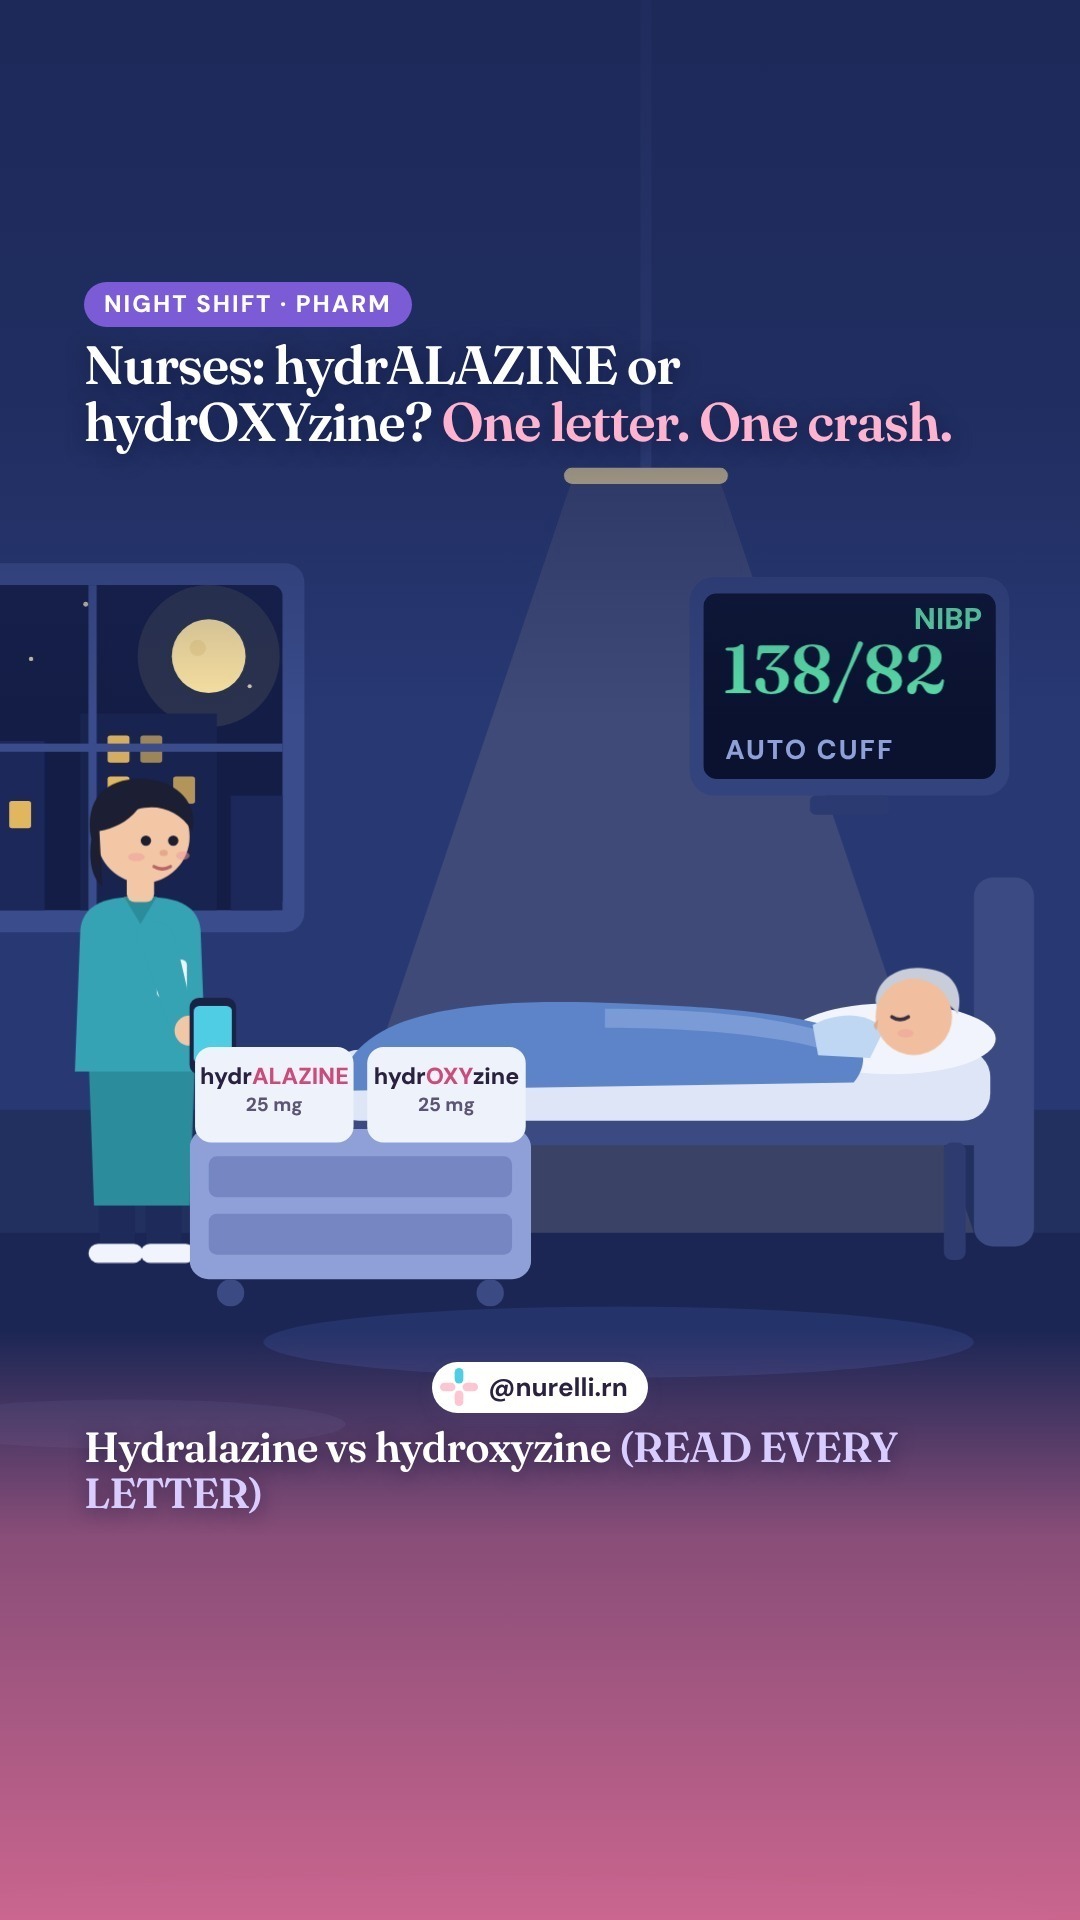 NIGHT SHIFT · PHARM
Nurses: hydrALAZINE or
hydrOXYzine? One letter. One crash.
NIBP
138/82
AUTO CUFF
hydrALAZINE
25 mg
hydrOXYzine
25 mg
@nurelli.rn
Hydralazine vs hydroxyzine (READ EVERY
LETTER)